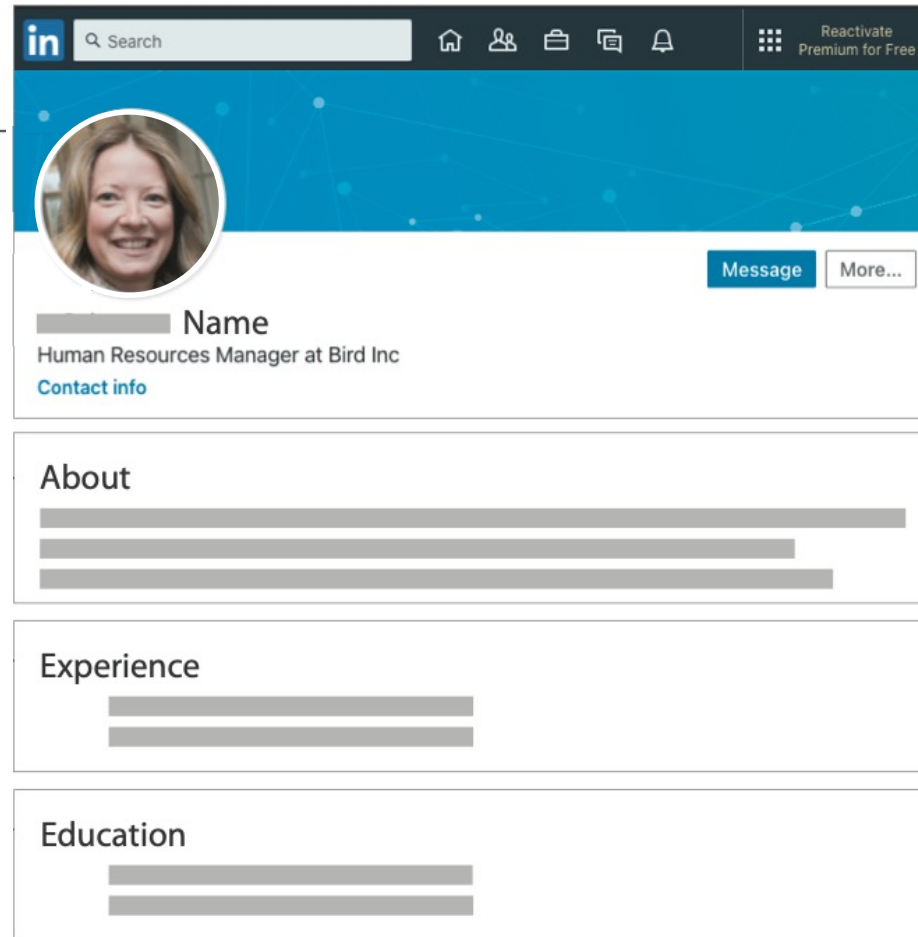 in Search Reactivate
Premium for Free
Message More...
Name
Human Resources Manager at Bird Inc
Contact info
About
Experience
Education